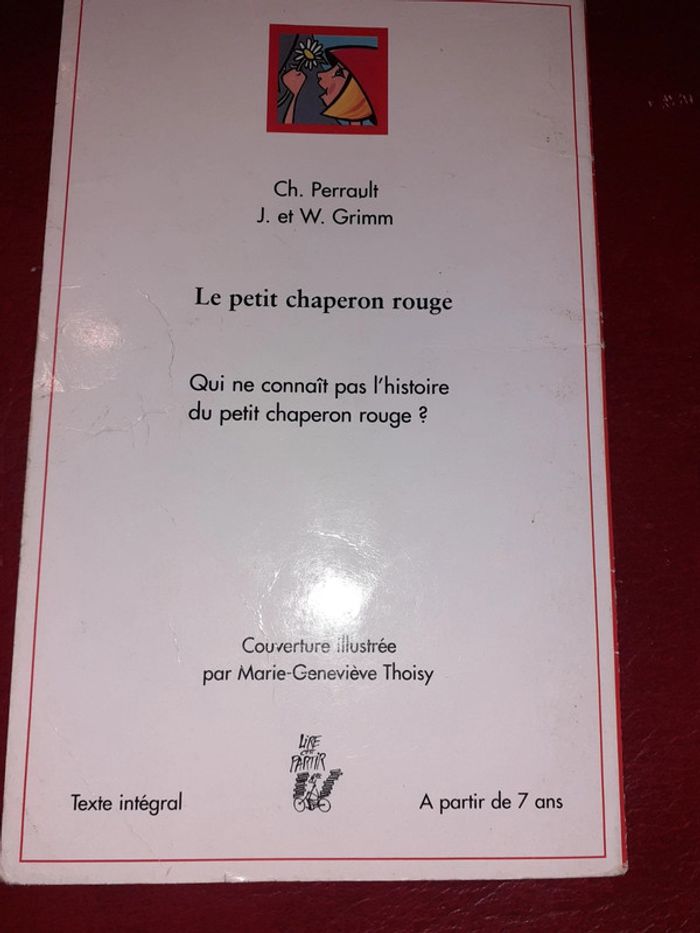 Ch. Perrault
J. et W. Grimm
Le petit chaperon rouge
Qui ne connaît pas l'histoire
du petit chaperon rouge ?
Couverture illustrée
par Marie-Geneviève Thoisy
LIRE
C'EST
PARTIR
Texte intégral
A partir de 7 ans